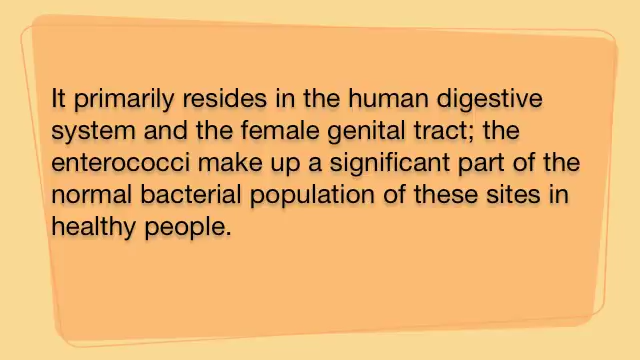 It primarily resides in the human digestive
system and the female genital tract; the
enterococci make up a significant part of the
normal bacterial population of these sites in
healthy people.